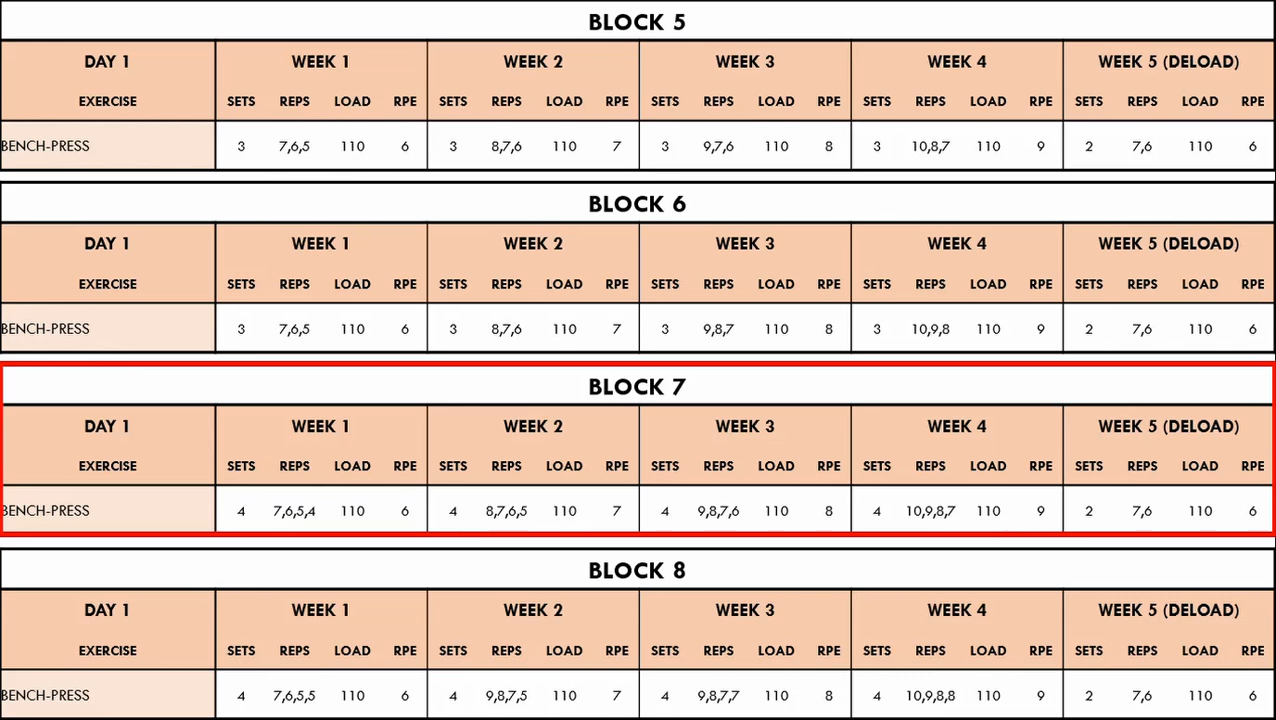 BLOCK 5
DAY 1 WEEK 1 WEEK 2 WEEK 3 WEEK 4 WEEK 5 (DELOAD)
EXERCISE SETS REPS LOAD RPE SETS REPS LOAD RPE SETS REPS LOAD RPE SETS REPS LOAD RPE SETS REPS LOAD RPE
BENCH-PRESS 3 7,6,5 110 6 3 8,7,6 110 7 3 9,7,6 110 8 3 10,8,7 110 9 2 7,6 110 6
BLOCK 6
DAY 1 WEEK 1 WEEK 2 WEEK 3 WEEK 4 WEEK 5 (DELOAD)
EXERCISE SETS REPS LOAD RPE SETS REPS LOAD RPE SETS REPS LOAD RPE SETS REPS LOAD RPE SETS REPS LOAD RPE
BENCH-PRESS 3 7,6,5 110 6 3 8,7,6 110 7 3 9,8,7 110 8 3 10,9,8 110 9 2 7,6 110 6
BLOCK 7
DAY 1 WEEK 1 WEEK 2 WEEK 3 WEEK 4 WEEK 5 (DELOAD)
EXERCISE SETS REPS LOAD RPE SETS REPS LOAD RPE SETS REPS LOAD RPE SETS REPS LOAD RPE SETS REPS LOAD RPE
BENCH-PRESS 4 7,6,5,4 110 6 4 8,7,6,5 110 7 4 9,8,7,6 110 8 4 10,9,8,7 110 9 2 7,6 110 6
BLOCK 8
DAY 1 WEEK 1 WEEK 2 WEEK 3 WEEK 4 WEEK 5 (DELOAD)
EXERCISE SETS REPS LOAD RPE SETS REPS LOAD RPE SETS REPS LOAD RPE SETS REPS LOAD RPE SETS REPS LOAD RPE
BENCH-PRESS 4 7,6,5,5 110 6 4 9,8,7,5 110 7 4 9,8,7,7 110 8 4 10,9,8,8 110 9 2 7,6 110 6